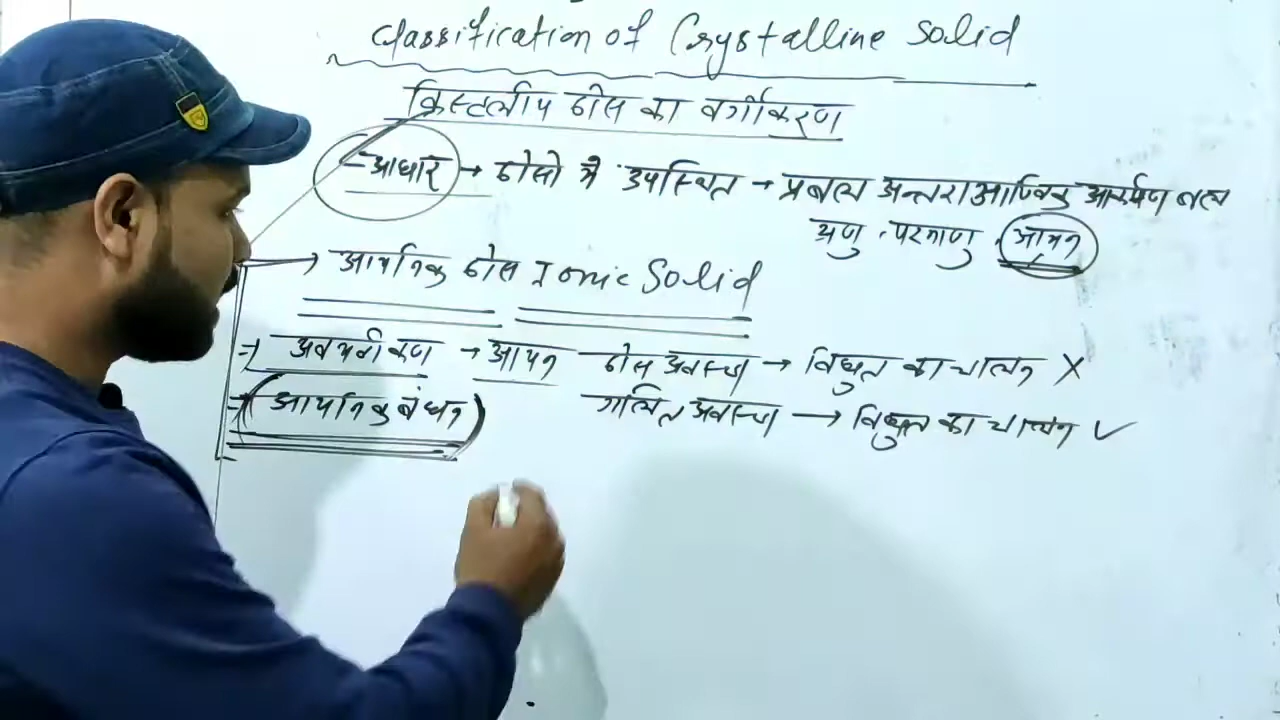 Classification of Crystalline Solid
क्रिस्टलीय ठोस का वर्गीकरण
आधार → ठोसो मे उपस्थित → प्रबल अन्तराआण्विक आकर्षण बल
अणु, परमाणु, आयन
→ आयनिक ठोस Ionic Solid
अवयवीकण → आयन ठोस अवस्था → विधुत का चालन X
(आयनिक बंधन) गलित अवस्था → विधुत का चालन ✓